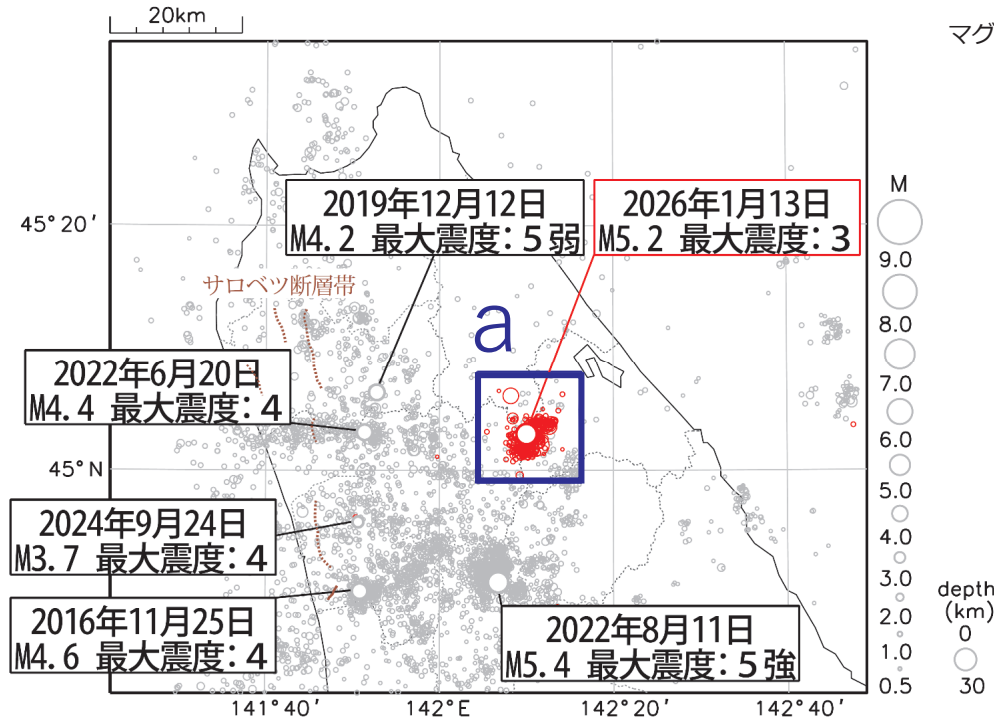 20km
マグ
2019年12月12日
M4.2 最大震度:5弱
2026年1月13日
M5.2 最大震度:3
M
45°20′
9.0
サロベツ断層帯
8.0
a
2022年6月20日
M4.4 最大震度:4
7.0
6.0
45°N
5.0
2024年9月24日
M3.7 最大震度:4
4.0
3.0
depth
(km)
2016年11月25日
M4.6 最大震度:4
2022年8月11日
M5.4 最大震度:5強
2.0
0
1.0
0.5
30
141°40′
142°E
142°20′
142°40′